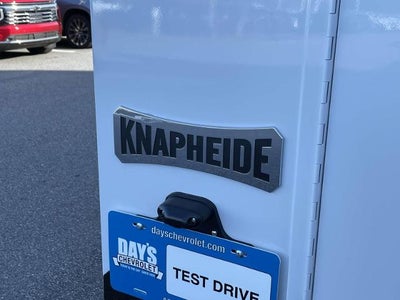 KNAPHEIDE
dayschevrolet.com
DAY'S
CHEVROLET
TEST DRIVE